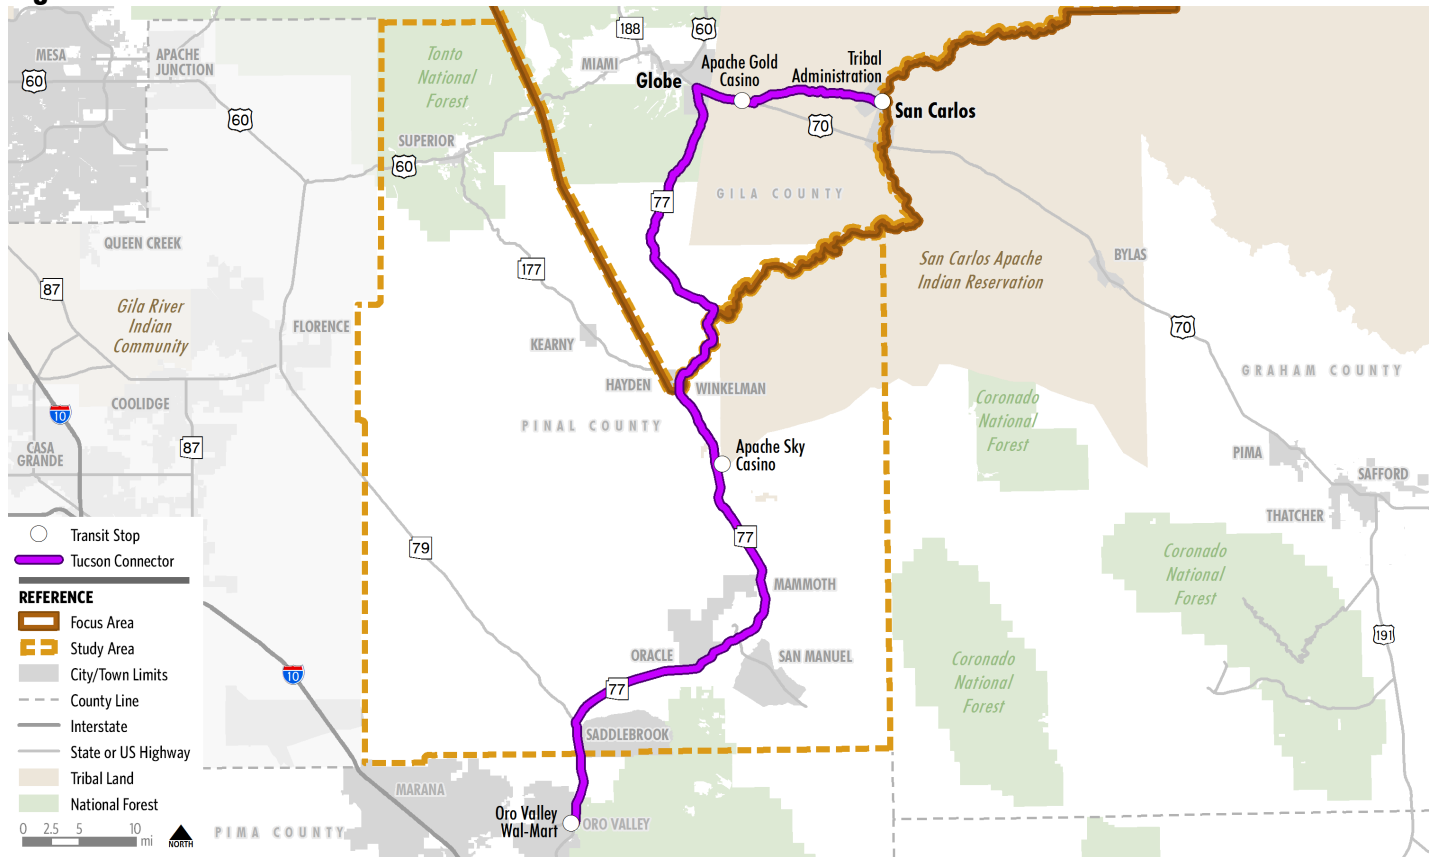 MESA
60
APACHE
JUNCTION
60
Tonto
National
Forest
188
60
MIAMI
Globe
Apache Gold
Casino
Tribal
Administration
San Carlos
70
SUPERIOR
60
77
GILA COUNTY
QUEEN CREEK
177
San Carlos Apache
Indian Reservation
BYLAS
87
Gila River
Indian
Community
FLORENCE
70
KEARNY
HAYDEN
WINKELMAN
GRAHAM COUNTY
10
COOLIDGE
Coronado
National
Forest
PINAL COUNTY
CASA
GRANDE
87
Apache Sky
Casino
PIMA
SAFFORD
THATCHER
77
79
Coronado
National
Forest
MAMMOTH
191
ORACLE
SAN MANUEL
Coronado
National
Forest
10
77
SADDLEBROOK
MARANA
Oro Valley
Wal-Mart
ORO VALLEY
PIMA COUNTY
Transit Stop
Tucson Connector
REFERENCE
Focus Area
Study Area
City/Town Limits
County Line
Interstate
State or US Highway
Tribal Land
National Forest
0 2.5 5 10
mi
NORTH